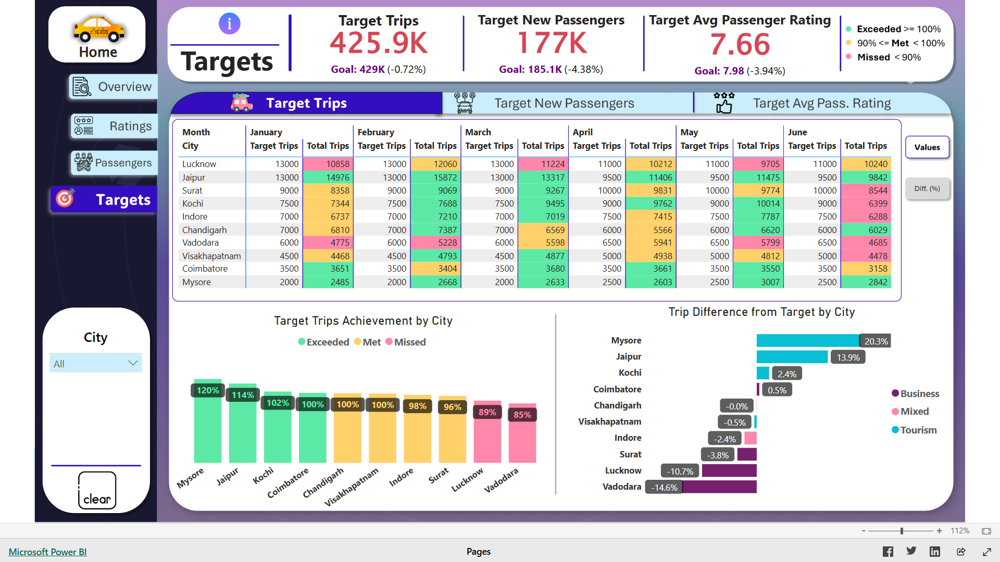 cabs
Home
Overview
Ratings
Passengers
Targets
City
All
clear
i
Targets
Target Trips
425.9K
Goal: 429K (-0.72%)
Target New Passengers
177K
Goal: 185.1K (-4.38%)
Target Avg Passenger Rating
7.66
Goal: 7.98 (-3.94%)
Exceeded >= 100%
90% <= Met < 100%
Missed < 90%
Target Trips
Target New Passengers
Target Avg Pass. Rating
Month January February March April May June
City Target Trips Total Trips Target Trips Total Trips Target Trips Total Trips Target Trips Total Trips Target Trips Total Trips Target Trips Total Trips
Lucknow 13000 10858 13000 12060 13000 11224 11000 10212 11000 9705 11000 10240
Jaipur 13000 14976 13000 15872 13000 13317 9500 11406 9500 11475 9500 9842
Surat 9000 8358 9000 9069 9000 9267 10000 9831 10000 9774 10000 8544
Kochi 7500 7344 7500 7688 7500 9495 9000 9762 9000 10014 9000 6399
Indore 7000 6737 7000 7210 7000 7019 7500 7415 7500 7787 7500 6288
Chandigarh 7000 6810 7000 7387 7000 6569 6000 5566 6000 6620 6000 6029
Vadodara 6000 4775 6000 5228 6000 5598 6500 5941 6500 5799 6500 4685
Visakhapatnam 4500 4468 4500 4793 4500 4877 5000 4938 5000 4812 5000 4478
Coimbatore 3500 3651 3500 3404 3500 3680 3500 3661 3500 3550 3500 3158
Mysore 2000 2485 2000 2668 2000 2633 2500 2603 2500 3007 2500 2842
Values
Diff. (%)
Target Trips Achievement by City
Exceeded Met Missed
120% 114% 102% 100% 100% 100% 98% 96% 89% 85%
Mysore Jaipur Kochi Coimbatore Chandigarh Visakhapatnam Indore Surat Lucknow Vadodara
Trip Difference from Target by City
Mysore 20.3%
Jaipur 13.9%
Kochi 2.4%
Coimbatore 0.5%
Chandigarh -0.0%
Visakhapatnam -0.5%
Indore -2.4%
Surat -3.8%
Lucknow -10.7%
Vadodara -14.6%
Business
Mixed
Tourism
- + 112%
Microsoft Power BI
Pages